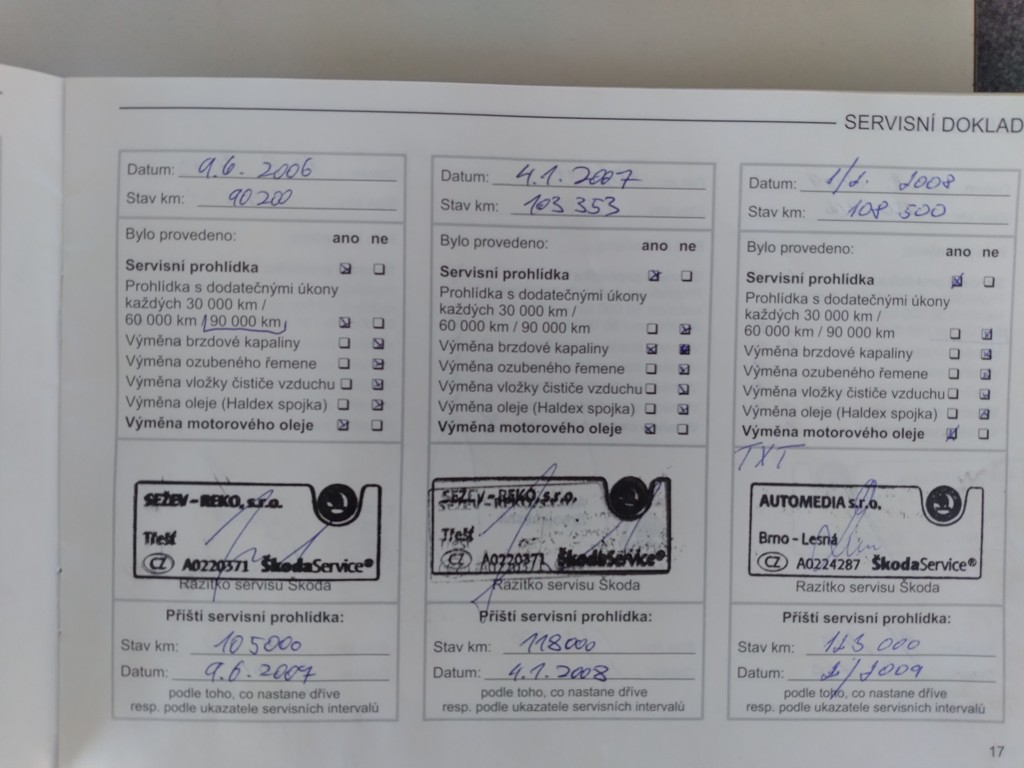 SERVISNÍ DOKLAD
Datum: 9.6. 2006
Stav km: 90 200
Bylo provedeno: ano ne
Servisní prohlídka
Prohlídka s dodatečnými úkony
každých 30 000 km /
60 000 km / 90 000 km
Výměna brzdové kapaliny
Výměna ozubeného řemene
Výměna vložky čističe vzduchu
Výměna oleje (Haldex spojka)
Výměna motorového oleje
SEŽEV - REKO, s.r.o.
Třešť
CZ A0220371 ŠkodaService®
Razítko servisu Škoda
Příští servisní prohlídka:
Stav km: 105000
Datum: 9.6.2007
podle toho, co nastane dříve
resp. podle ukazatele servisních intervalů
Datum: 4.1.2007
Stav km: 103 353
Bylo provedeno: ano ne
Servisní prohlídka
Prohlídka s dodatečnými úkony
každých 30 000 km /
60 000 km / 90 000 km
Výměna brzdové kapaliny
Výměna ozubeného řemene
Výměna vložky čističe vzduchu
Výměna oleje (Haldex spojka)
Výměna motorového oleje
SEŽEV - REKO, s.r.o.
Třešť
CZ A0220371 ŠkodaService®
Razítko servisu Škoda
Příští servisní prohlídka:
Stav km: 118000
Datum: 4.1.2008
podle toho, co nastane dříve
resp. podle ukazatele servisních intervalů
Datum: 2008
Stav km: 108 500
Bylo provedeno: ano ne
Servisní prohlídka
Prohlídka s dodatečnými úkony
každých 30 000 km /
60 000 km / 90 000 km
Výměna brzdové kapaliny
Výměna ozubeného řemene
Výměna vložky čističe vzduchu
Výměna oleje (Haldex spojka)
Výměna motorového oleje
TXT
AUTOMEDIA s.r.o.
Brno - Lesná
CZ A0224287 ŠkodaService®
Razítko servisu Škoda
Příští servisní prohlídka:
Stav km: 123 000
Datum: 2/2009
podle toho, co nastane dříve
resp. podle ukazatele servisních intervalů
17